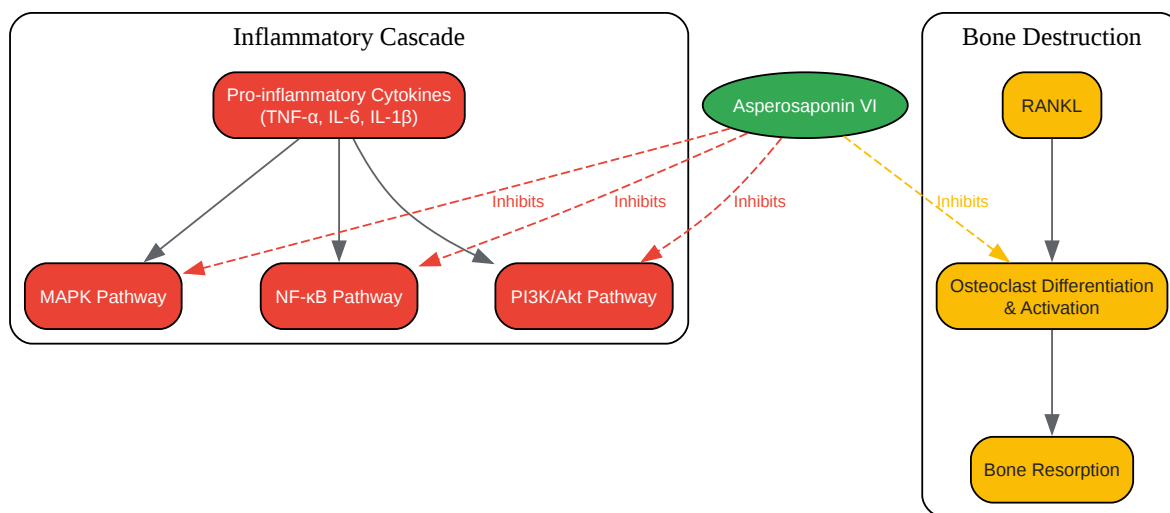 Inflammatory Cascade
Bone Destruction
Pro-inflammatory Cytokines
(TNF-α, IL-6, IL-1β)
Asperosaponin VI
RANKL
Inhibits
Inhibits
Inhibits
Inhibits
MAPK Pathway
NF-κB Pathway
PI3K/Akt Pathway
Osteoclast Differentiation
& Activation
Bone Resorption